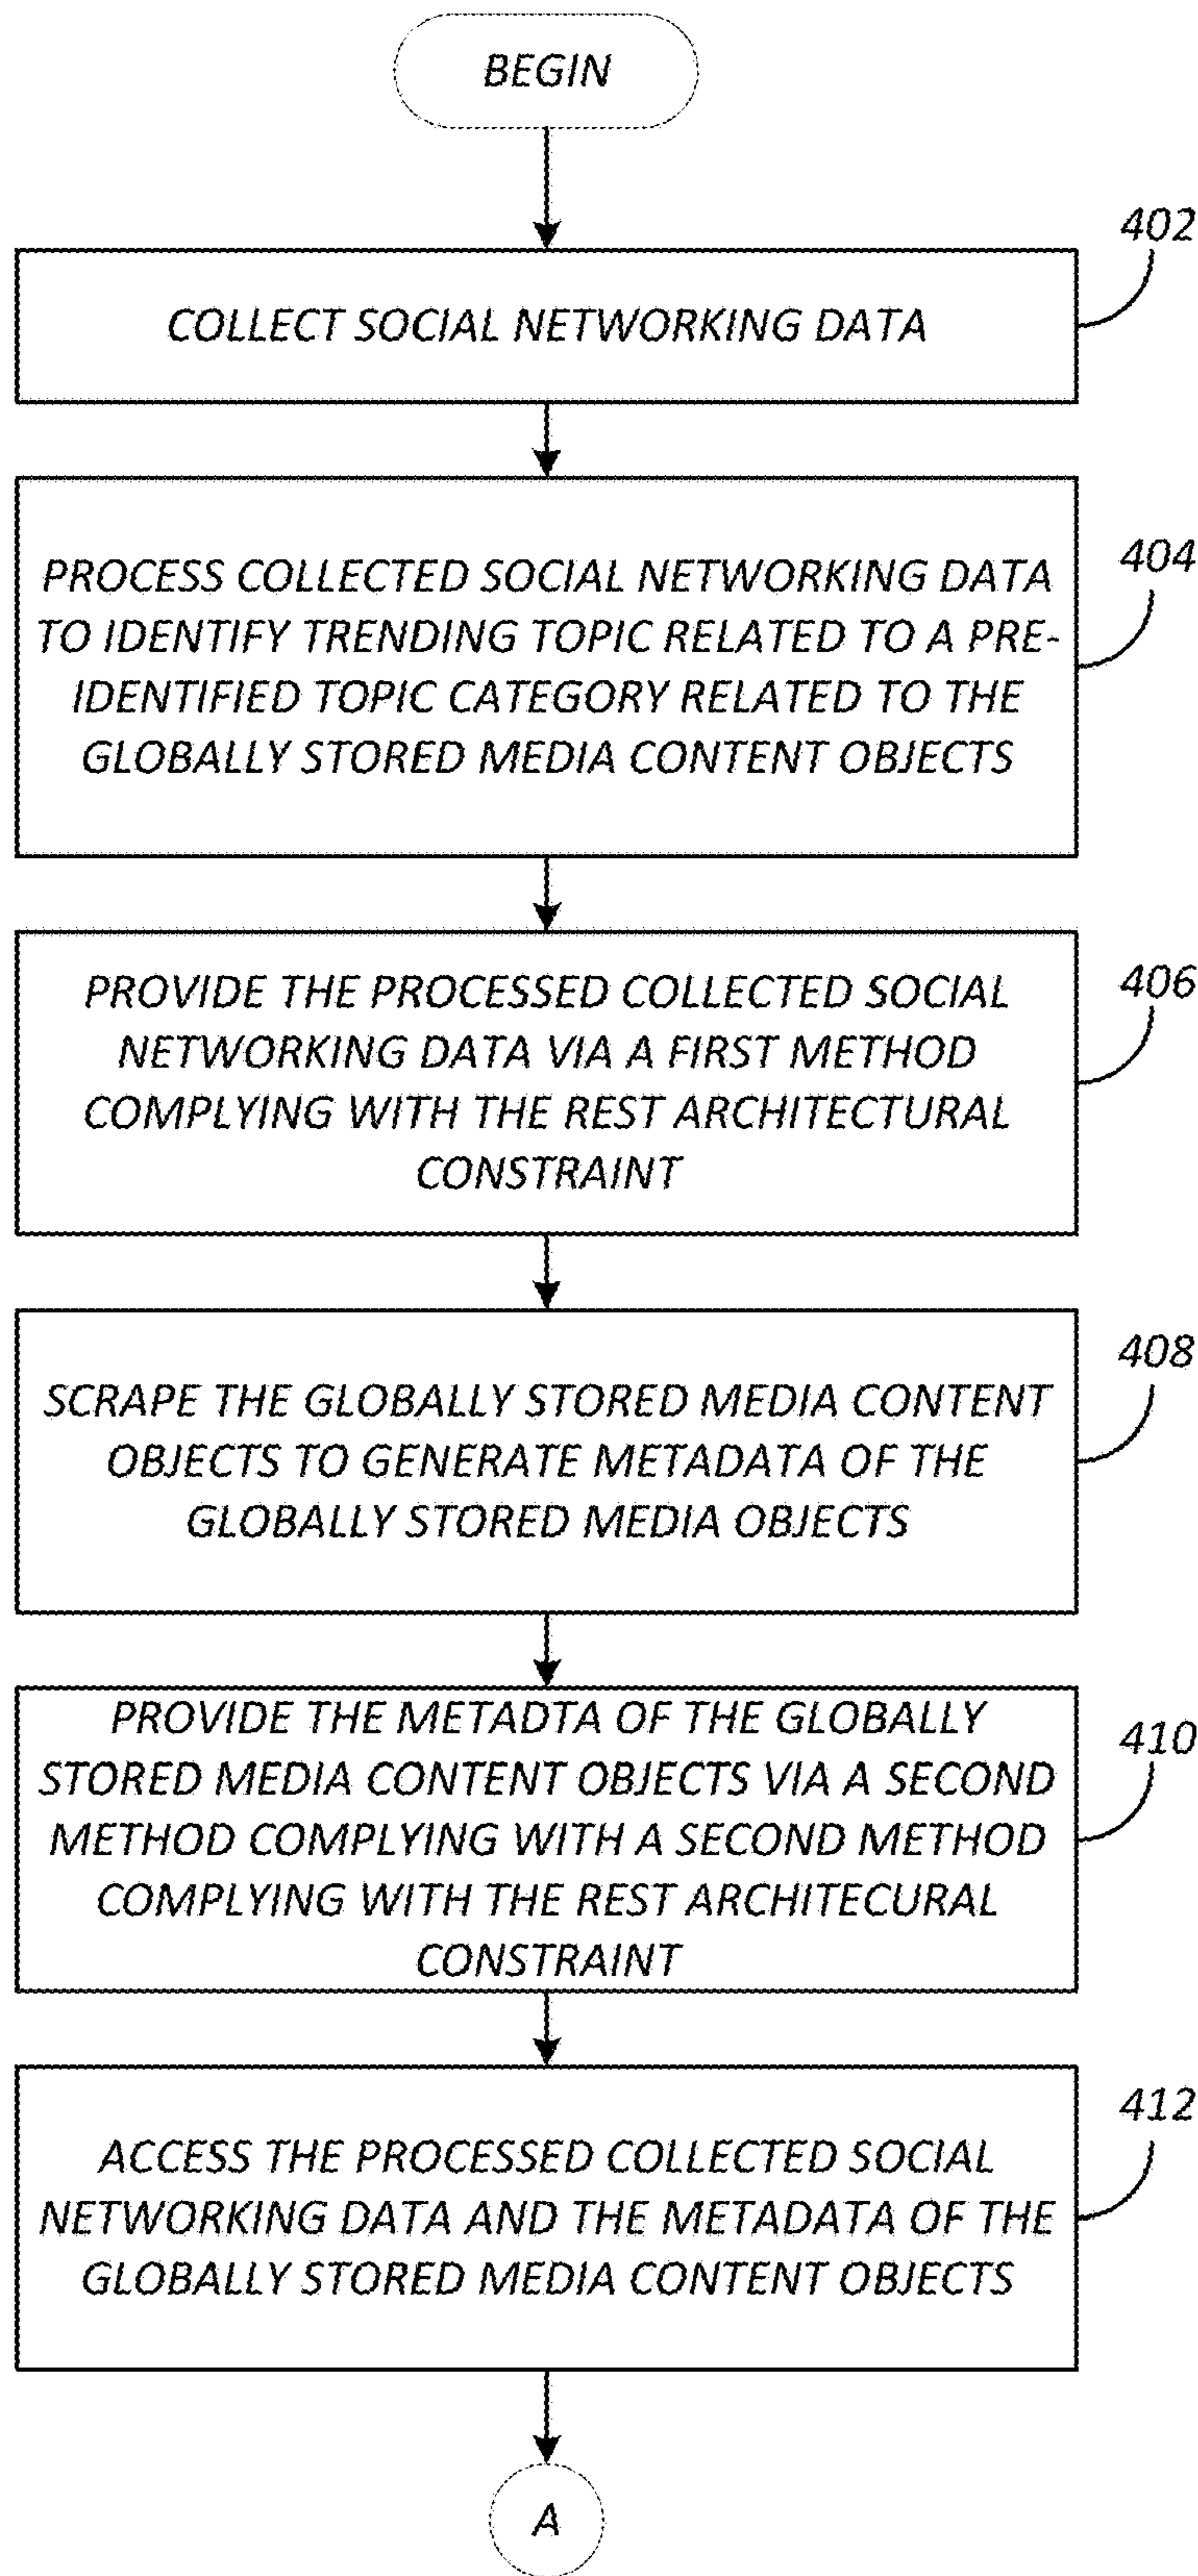 BEGIN
402
COLLECT SOCIAL NETWORKING DATA
404
PROCESS COLLECTED SOCIAL NETWORKING DATA
TO IDENTIFY TRENDING TOPIC RELATED TO A PRE-
IDENTIFIED TOPIC CATEGORY RELATED TO THE
GLOBALLY STORED MEDIA CONTENT OBJECTS
406
PROVIDE THE PROCESSED COLLECTED SOCIAL
NETWORKING DATA VIA A FIRST METHOD
COMPLYING WITH THE REST ARCHITECTURAL
CONSTRAINT
408
SCRAPE THE GLOBALLY STORED MEDIA CONTENT
OBJECTS TO GENERATE METADATA OF THE
GLOBALLY STORED MEDIA OBJECTS
410
PROVIDE THE METADTA OF THE GLOBALLY
STORED MEDIA CONTENT OBJECTS VIA A SECOND
METHOD COMPLYING WITH A SECOND METHOD
COMPLYING WITH THE REST ARCHITECURAL
CONSTRAINT
412
ACCESS THE PROCESSED COLLECTED SOCIAL
NETWORKING DATA AND THE METADATA OF THE
GLOBALLY STORED MEDIA CONTENT OBJECTS
A